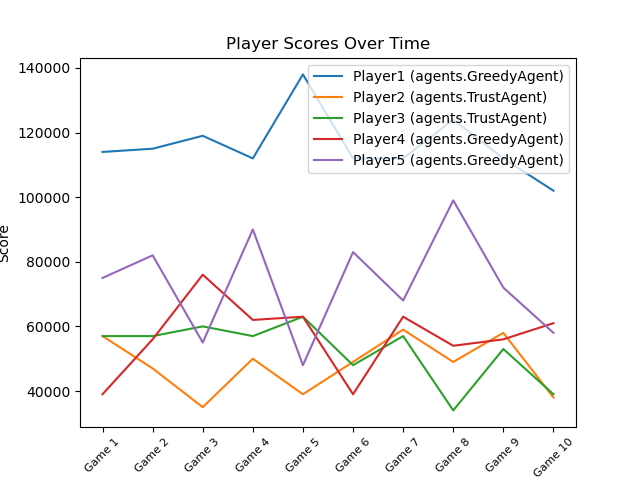 Player Scores Over Time
140000
120000
100000
80000
60000
40000
Score
Player1 (agents.GreedyAgent)
Player2 (agents.TrustAgent)
Player3 (agents.TrustAgent)
Player4 (agents.GreedyAgent)
Player5 (agents.GreedyAgent)
Game 1
Game 2
Game 3
Game 4
Game 5
Game 6
Game 7
Game 8
Game 9
Game 10